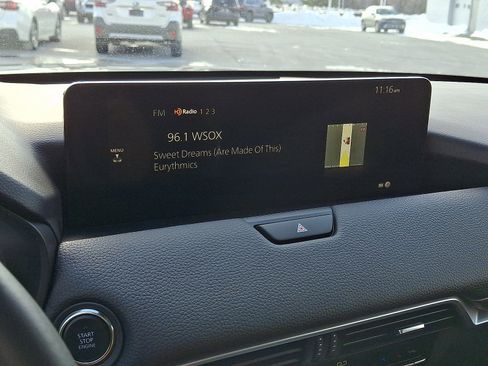 11:16am
FM HD Radio 1 2 3
96.1 WSOX
MENU
Sweet Dreams (Are Made Of This)
Eurythmics
START
STOP
ENGINE